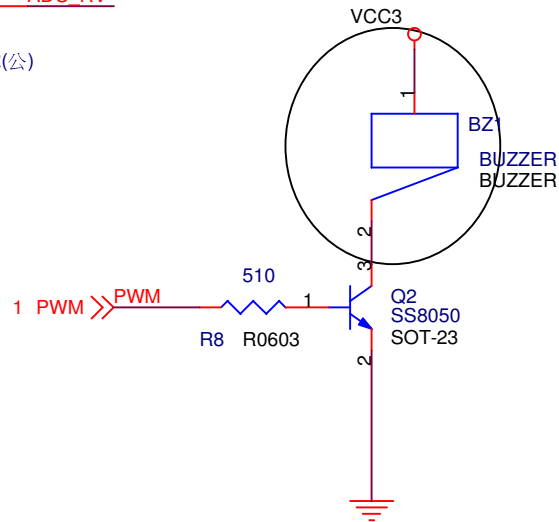 VCC3
(公)
1
BZ1
BUZZER
BUZZER
2
3
510
1 PWM PWM
1
Q2
SS8050
SOT-23
R8 R0603
2